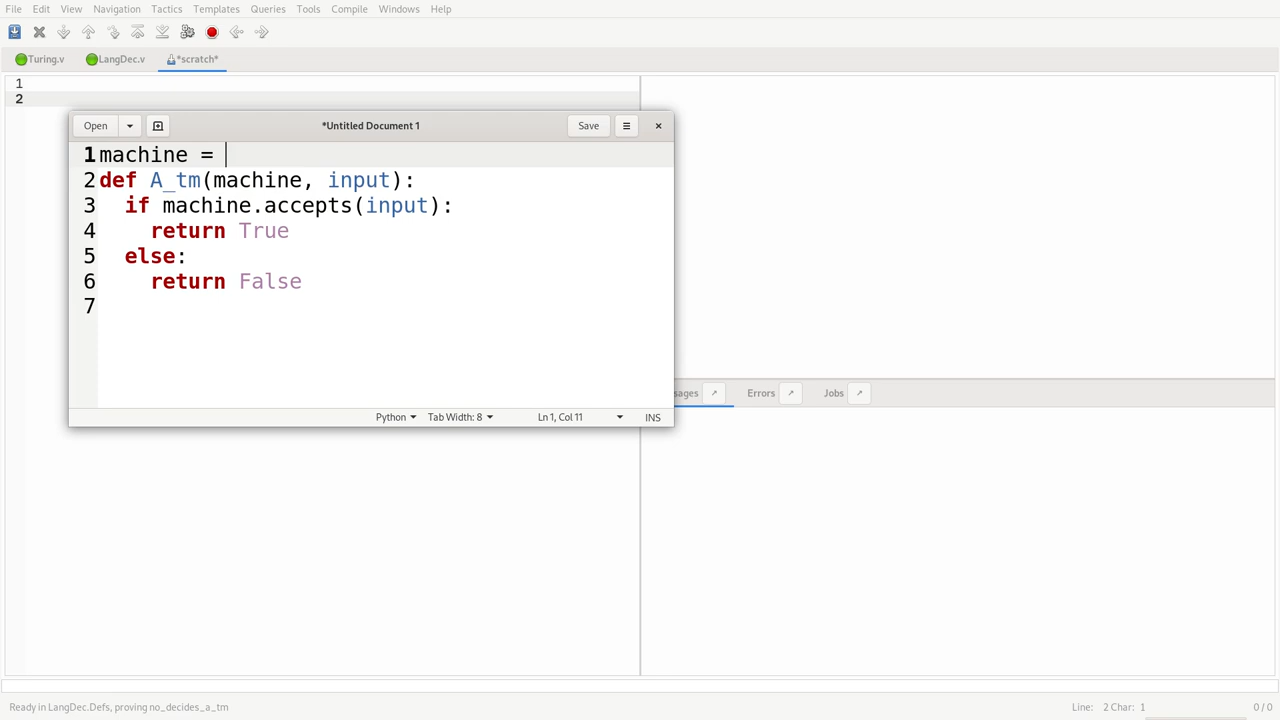 File Edit View Navigation Tactics Templates Queries Tools Compile Windows Help
Turing.v LangDec.v *scratch*
1
2
Open *Untitled Document 1 Save
1 machine =
2 def A_tm(machine, input):
3 if machine.accepts(input):
4 return True
5 else:
6 return False
7
Python Tab Width: 8 Ln 1, Col 11 INS
sages Errors Jobs
Ready in LangDec.Defs, proving no_decides_a_tm Line: 2 Char: 1 0 / 0